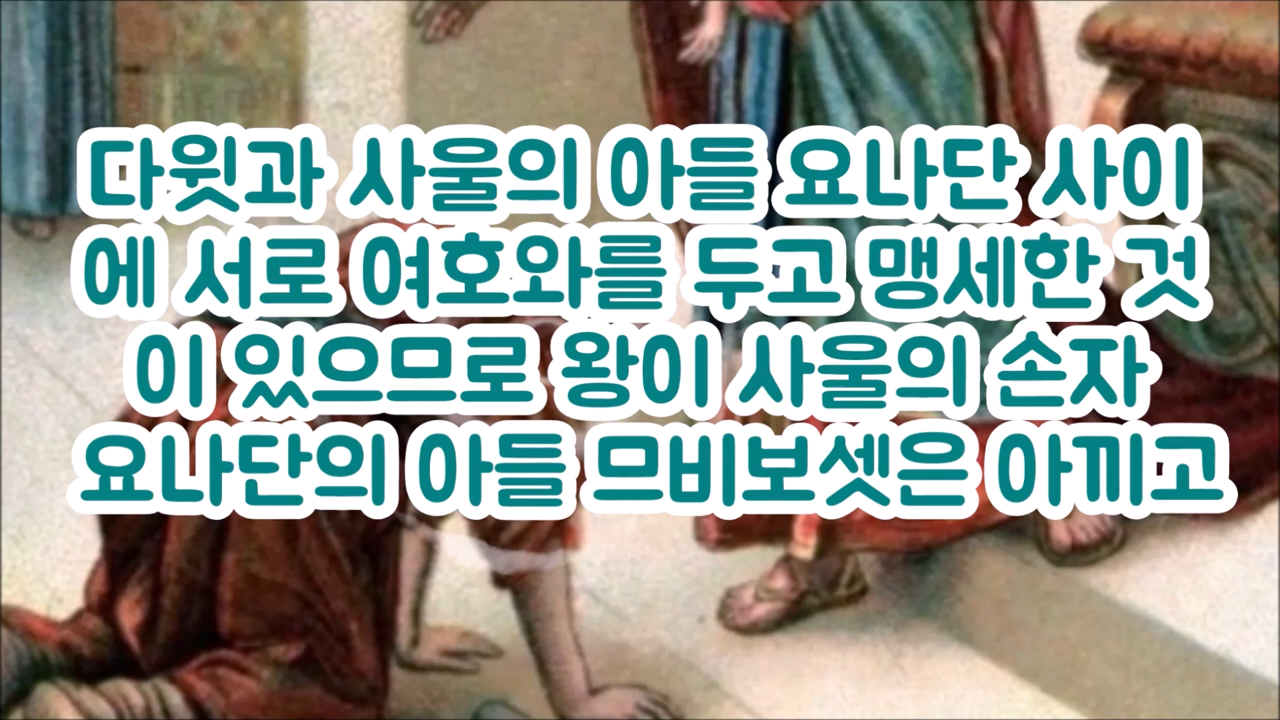 다윗과 사울의 아들 요나단 사이
에 서로 여호와를 두고 맹세한 것
이 있으므로 왕이 사울의 손자
요나단의 아들 므비보셋은 아끼고